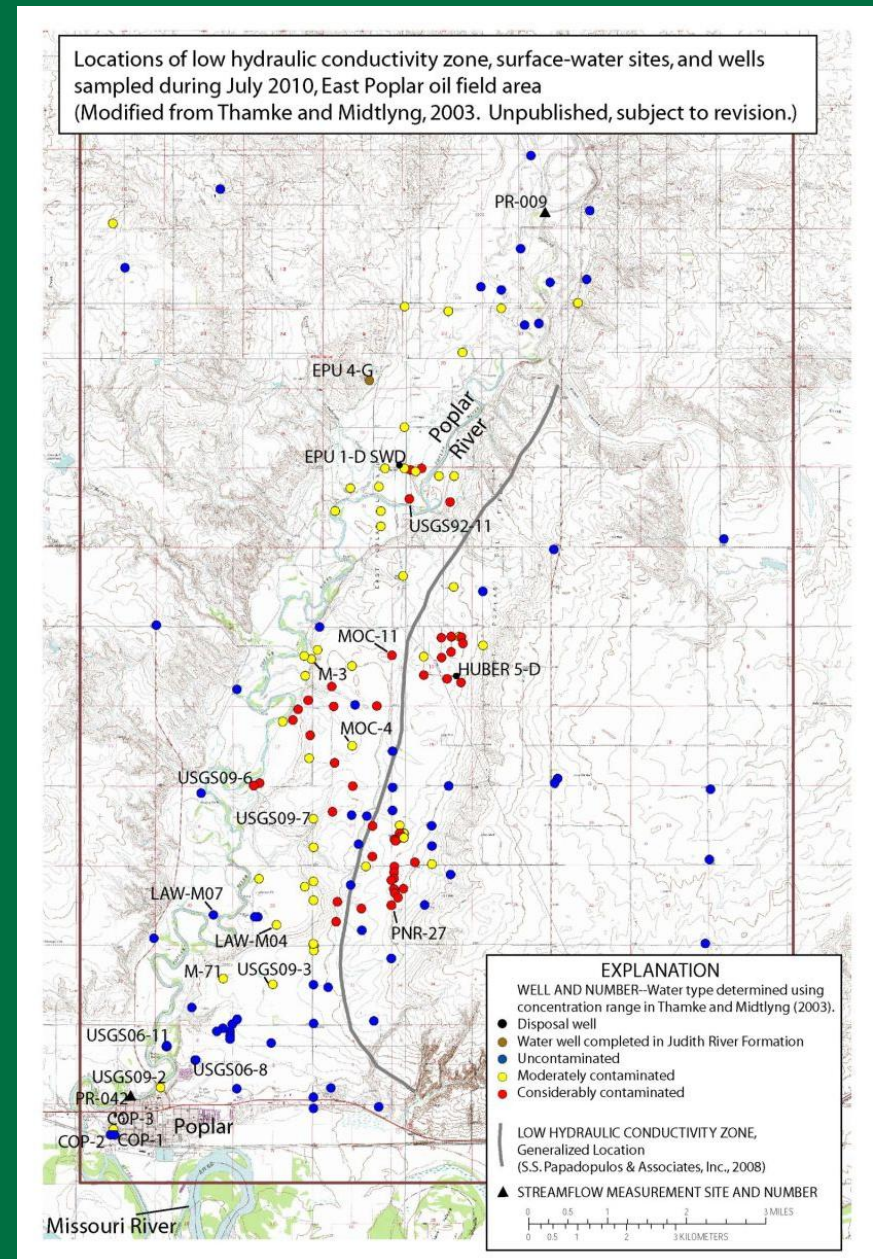 Locations of low hydraulic conductivity zone, surface-water sites, and wells
sampled during July 2010, East Poplar oil field area
(Modified from Thamke and Midtlyng, 2003. Unpublished, subject to revision.)
PR-009
EPU 4-G
Poplar
River
EPU 1-D SWD
USGS92-11
MOC-11
M-3
HUBER 5-D
MOC-4
USGS09-6
USGS09-7
LAW-M07
LAW-M04
PNR-27
M-71
USGS09-3
USGS06-11
USGS06-8
USGS09-2
PR-042
COP-3
Poplar
COP-2
COP-1
Missouri River
EXPLANATION
WELL AND NUMBER--Water type determined using
concentration range in Thamke and Midtlyng (2003).
Disposal well
Water well completed in Judith River Formation
Uncontaminated
Moderately contaminated
Considerably contaminated
LOW HYDRAULIC CONDUCTIVITY ZONE,
Generalized Location
(S.S. Papadopulos & Associates, Inc., 2008)
STREAMFLOW MEASUREMENT SITE AND NUMBER
0 0.5 1 2 3 MILES
0 0.5 1 2 3 KILOMETERS